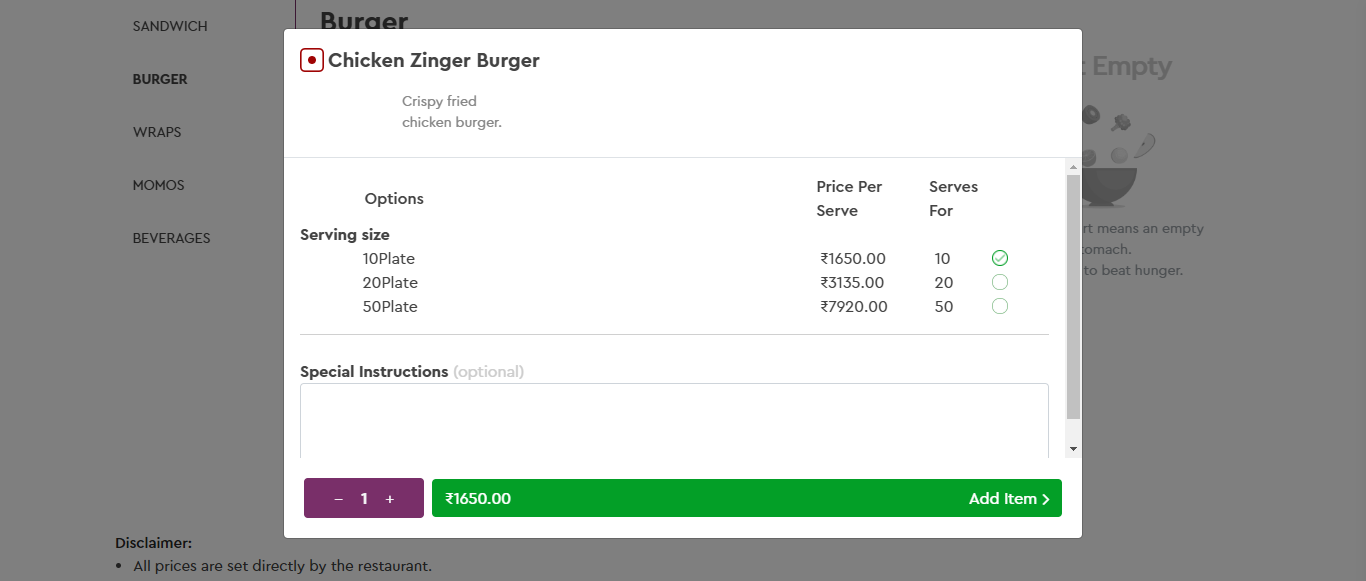 SANDWICH
BURGER
WRAPS
MOMOS
BEVERAGES
Burger
Chicken Zinger Burger
Crispy fried
chicken burger.
Options
Price Per
Serve
Serves
For
Serving size
10Plate ₹1650.00 10
20Plate ₹3135.00 20
50Plate ₹7920.00 50
Special Instructions (optional)
− 1 +
₹1650.00 Add Item
Empty
means an empty
to beat hunger.
Disclaimer:
• All prices are set directly by the restaurant.